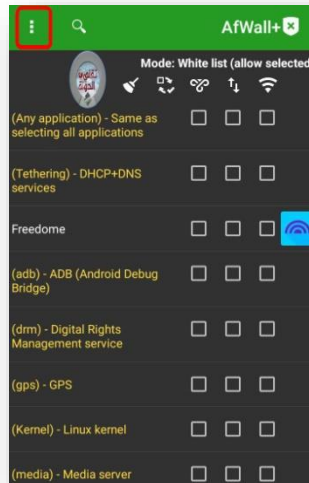 AfWall+
Mode: White list (allow selected
(Any application) - Same as
selecting all applications
(Tethering) - DHCP+DNS
services
Freedome
(adb) - ADB (Android Debug
Bridge)
(drm) - Digital Rights
Management service
(gps) - GPS
(Kernel) - Linux kernel
(media) - Media server